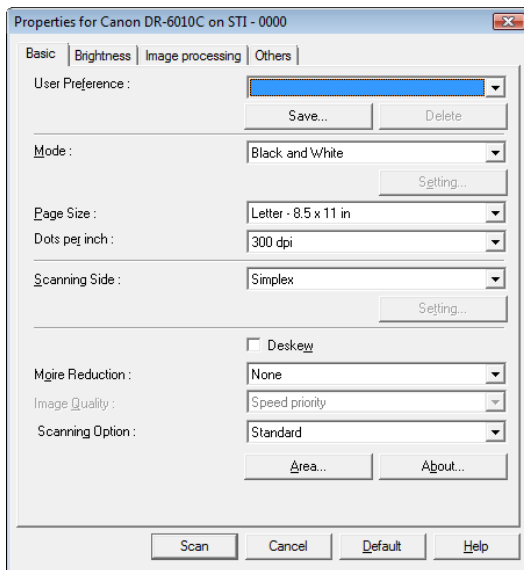 Properties for Canon DR-6010C on STI - 0000
Basic Brightness Image processing Others
User Preference :
Save... Delete
Mode : Black and White
Setting...
Page Size : Letter - 8.5 x 11 in
Dots per inch : 300 dpi
Scanning Side : Simplex
Setting...
Deskew
Moire Reduction : None
Image Quality : Speed priority
Scanning Option : Standard
Area... About...
Scan Cancel Default Help